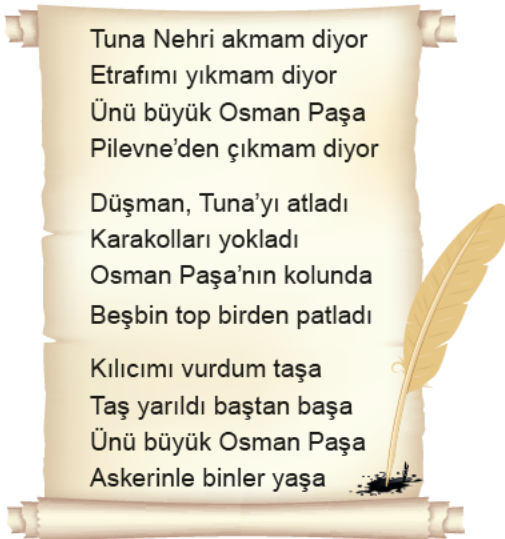 Tuna Nehri akmam diyor
Etrafımı yıkmam diyor
Ünü büyük Osman Paşa
Pilevne’den çıkmam diyor
Düşman, Tuna’yı atladı
Karakolları yokladı
Osman Paşa’nın kolunda
Beşbin top birden patladı
Kılıcımı vurdum taşa
Taş yarıldı baştan başa
Ünü büyük Osman Paşa
Askerinle binler yaşa